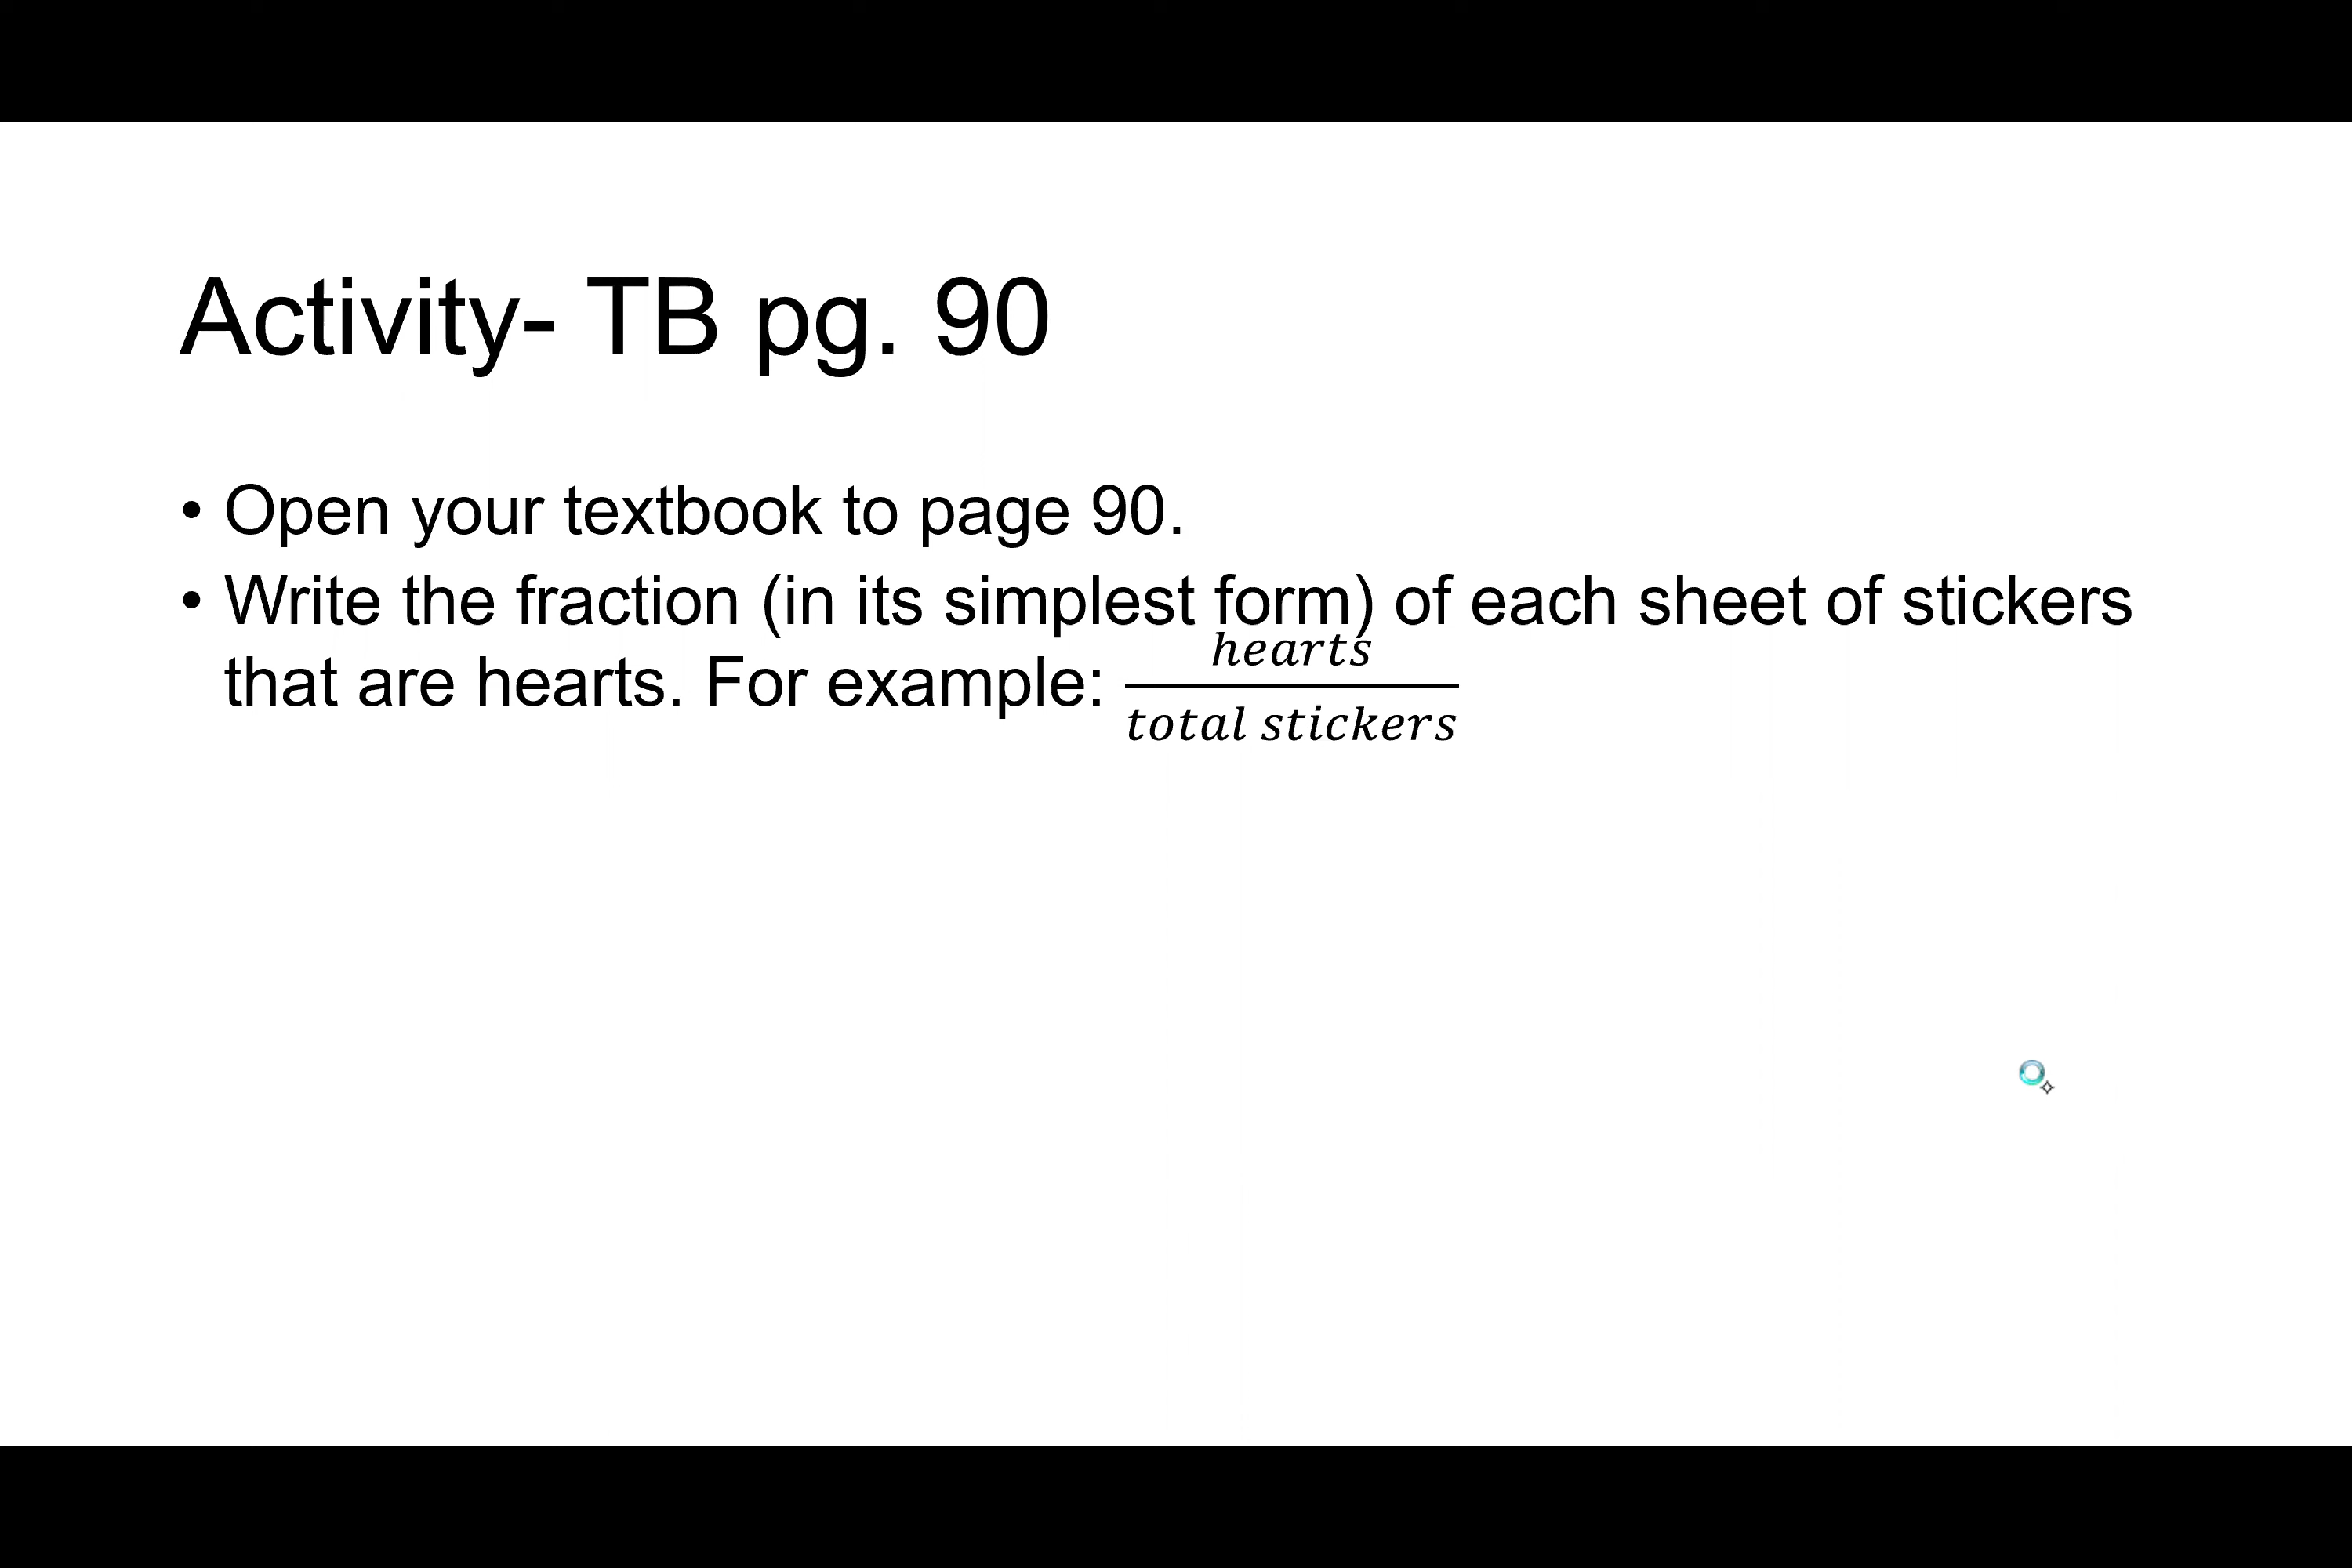 Activity- TB pg. 90
• Open your textbook to page 90.
• Write the fraction (in its simplest form) of each sheet of stickers
that are hearts. For example: hearts
total stickers